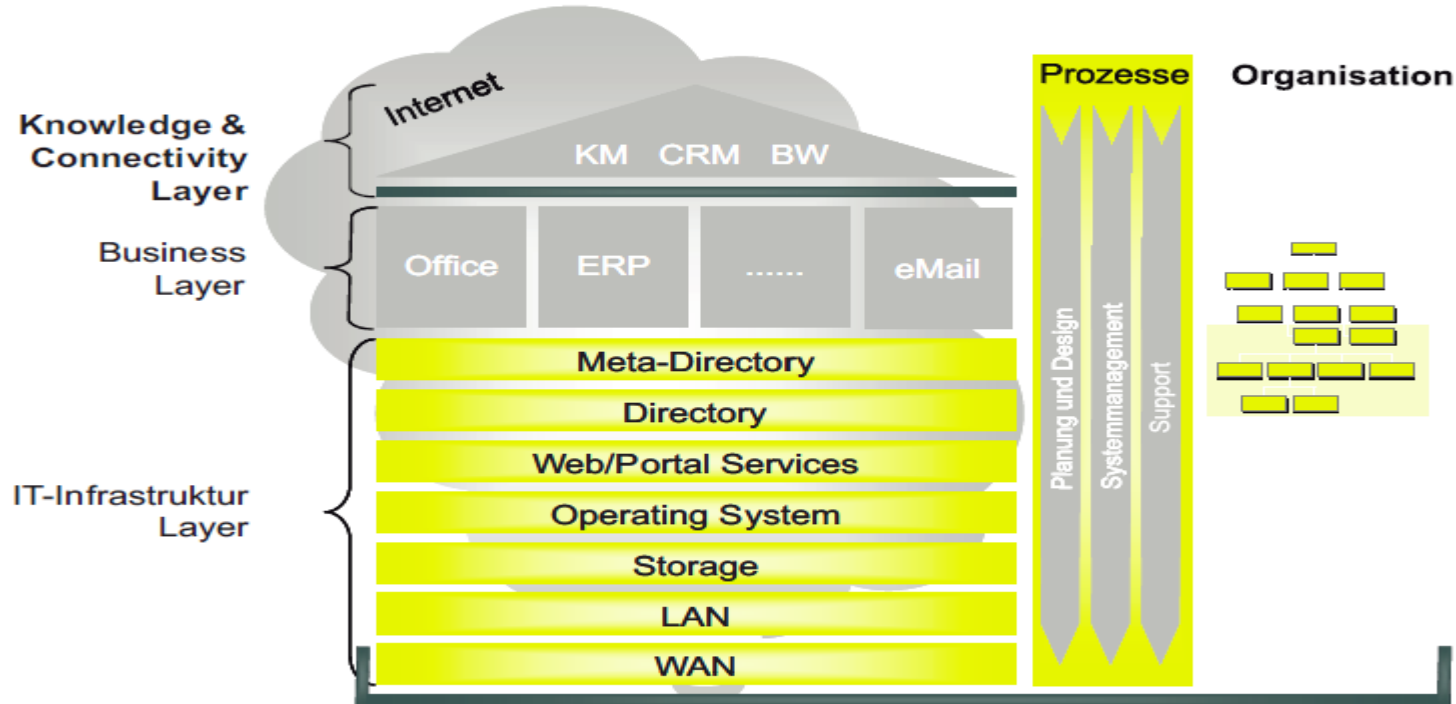 Prozesse
Organisation
Internet
Knowledge &
Connectivity
Layer
KM CRM BW
Business
Layer
Office
ERP
......
eMail
IT-Infrastruktur
Layer
Meta-Directory
Directory
Web/Portal Services
Operating System
Storage
LAN
WAN
Planung und Design
Systemmanagement
Support